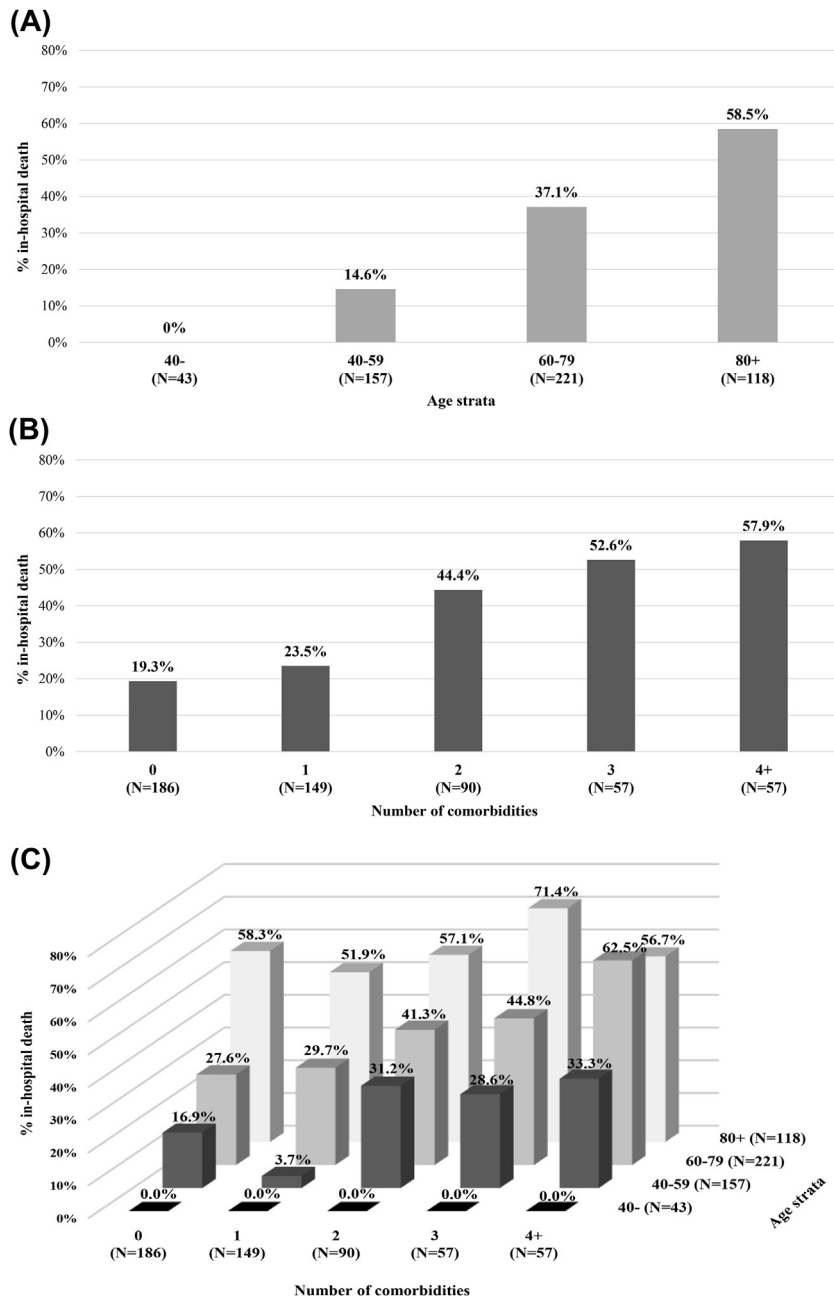 (A)
80%
70%
60%
50%
40%
30%
20%
10%
0%
% in-hospital death
0%
14.6%
37.1%
58.5%
40- 40-59 60-79 80+
(N=43) (N=157) (N=221) (N=118)
Age strata
(B)
80%
70%
60%
50%
40%
30%
20%
10%
0%
% in-hospital death
19.3%
23.5%
44.4%
52.6%
57.9%
0 1 2 3 4+
(N=186) (N=149) (N=90) (N=57) (N=57)
Number of comorbidities
(C)
80%
70%
60%
50%
40%
30%
20%
10%
0%
% in-hospital death
58.3% 51.9% 57.1% 71.4% 56.7%
27.6% 29.7% 41.3% 44.8% 62.5%
16.9% 3.7% 31.2% 28.6% 33.3%
0.0% 0.0% 0.0% 0.0% 0.0%
80+ (N=118)
60-79 (N=221)
40-59 (N=157)
40- (N=43)
Age strata
0 1 2 3 4+
(N=186) (N=149) (N=90) (N=57) (N=57)
Number of comorbidities